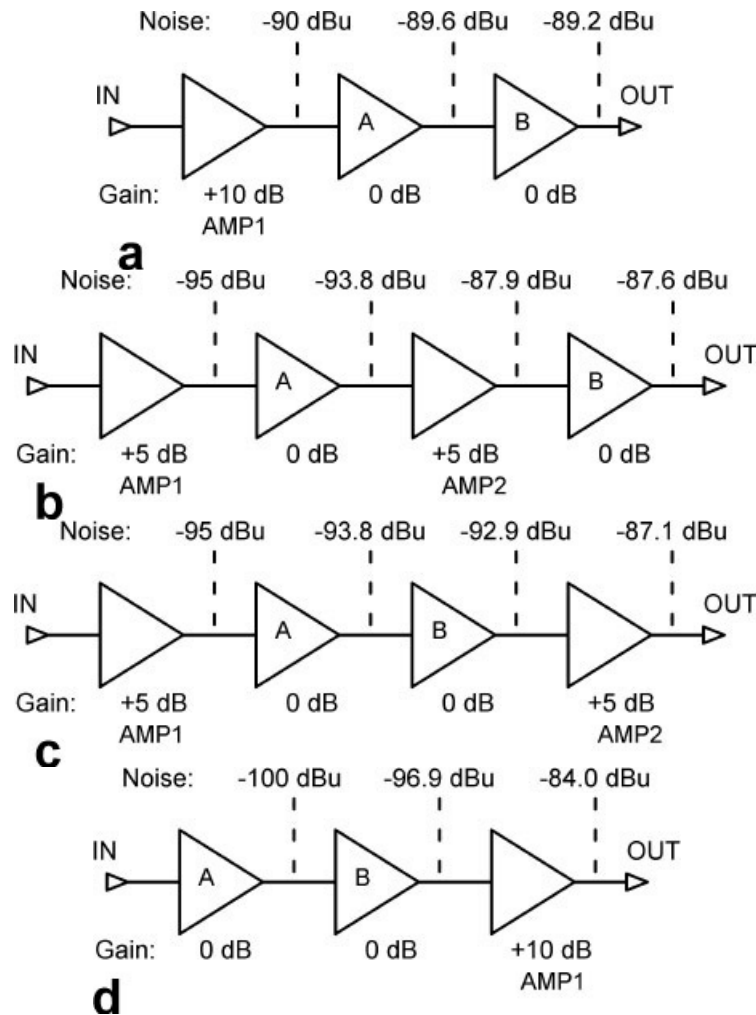 Noise: -90 dBu -89.6 dBu -89.2 dBu
IN A B OUT
Gain: +10 dB 0 dB 0 dB
AMP1
a
Noise: -95 dBu -93.8 dBu -87.9 dBu -87.6 dBu
IN A B OUT
Gain: +5 dB 0 dB +5 dB 0 dB
AMP1 AMP2
b
Noise: -95 dBu -93.8 dBu -92.9 dBu -87.1 dBu
IN A B OUT
Gain: +5 dB 0 dB 0 dB +5 dB
AMP1 AMP2
c
Noise: -100 dBu -96.9 dBu -84.0 dBu
IN A B OUT
Gain: 0 dB 0 dB +10 dB
AMP1
d